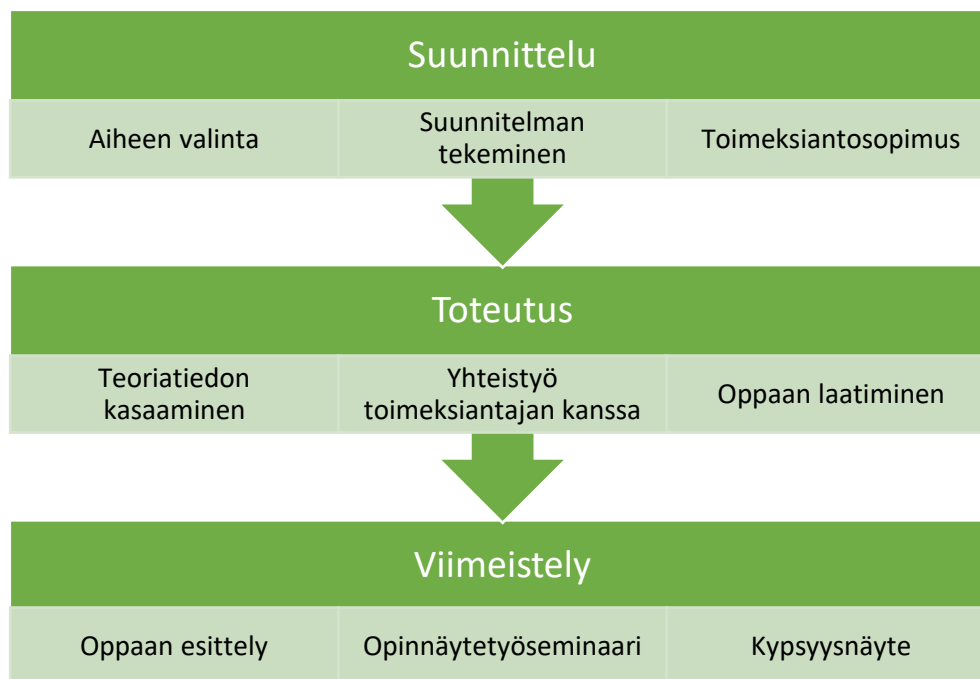 Suunnittelu
Aiheen valinta
Suunnitelman
tekeminen
Toimeksiantosopimus
Toteutus
Teoriatiedon
kasaaminen
Yhteistyö
toimeksiantajan kanssa
Oppaan laatiminen
Viimeistely
Oppaan esittely
Opinnäytetyöseminaari
Kypsyysnäyte